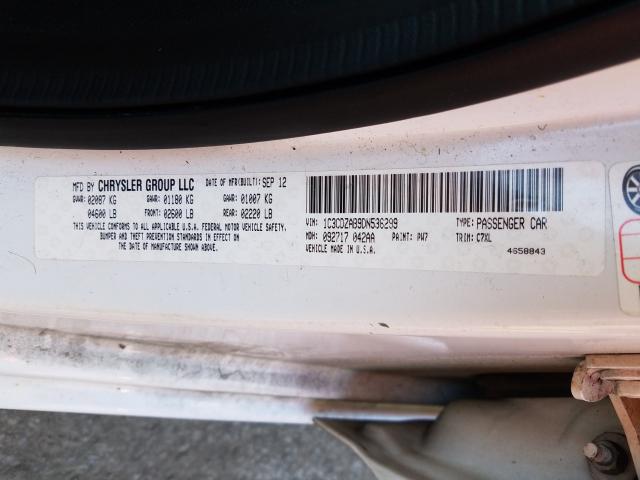 MFD BY CHRYSLER GROUP LLC DATE OF MFR(BUILT): SEP 12
GVWR: 02087 KG GAWR: 01180 KG GAWR: 01007 KG
04600 LB FRONT: 02600 LB REAR: 02220 LB
THIS VEHICLE CONFORMS TO ALL APPLICABLE U.S.A. FEDERAL MOTOR VEHICLE SAFETY,
BUMPER AND THEFT PREVENTION STANDARDS IN EFFECT ON
THE DATE OF MANUFACTURE SHOWN ABOVE.
VIN: 1C3CDZAB9DN536299 TYPE: PASSENGER CAR
MDH: 092717 042AA PAINT: PW7 TRIM: C7XL
VEHICLE MADE IN U.S.A. 4658843